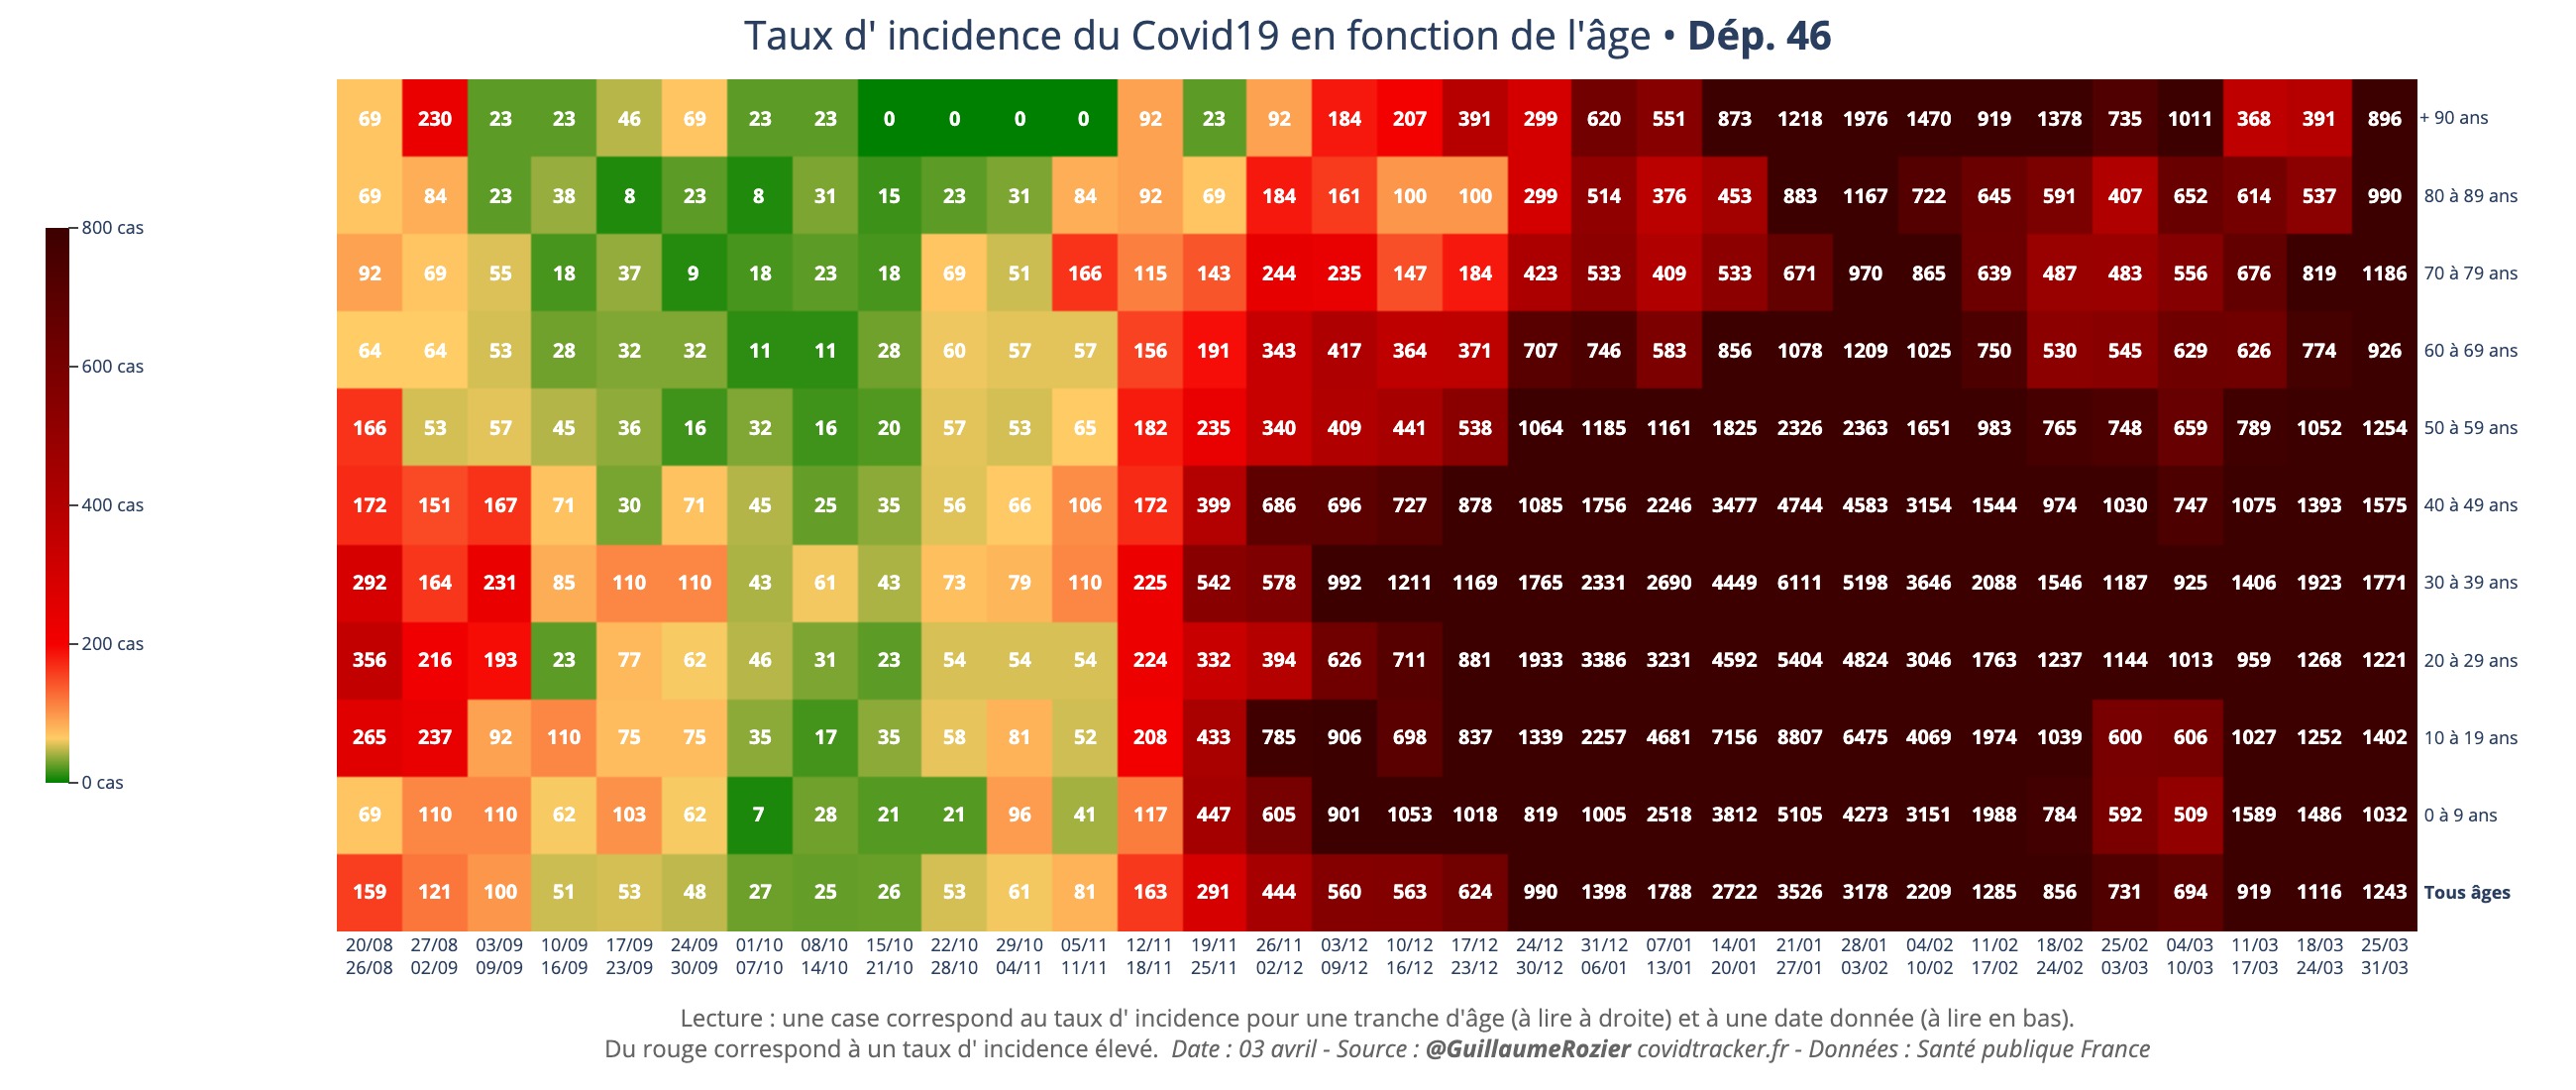 Taux d' incidence du Covid19 en fonction de l'âge • Dép. 46
800 cas
600 cas
400 cas
200 cas
0 cas
69 230 23 23 46 69 23 23 0 0 0 0 92 23 92 184 207 391 299 620 551 873 1218 1976 1470 919 1378 735 1011 368 391 896 + 90 ans
69 84 23 38 8 23 8 31 15 23 31 84 92 69 184 161 100 100 299 514 376 453 883 1167 722 645 591 407 652 614 537 990 80 à 89 ans
92 69 55 18 37 9 18 23 18 69 51 166 115 143 244 235 147 184 423 533 409 533 671 970 865 639 487 483 556 676 819 1186 70 à 79 ans
64 64 53 28 32 32 11 11 28 60 57 57 156 191 343 417 364 371 707 746 583 856 1078 1209 1025 750 530 545 629 626 774 926 60 à 69 ans
166 53 57 45 36 16 32 16 20 57 53 65 182 235 340 409 441 538 1064 1185 1161 1825 2326 2363 1651 983 765 748 659 789 1052 1254 50 à 59 ans
172 151 167 71 30 71 45 25 35 56 66 106 172 399 686 696 727 878 1085 1756 2246 3477 4744 4583 3154 1544 974 1030 747 1075 1393 1575 40 à 49 ans
292 164 231 85 110 110 43 61 43 73 79 110 225 542 578 992 1211 1169 1765 2331 2690 4449 6111 5198 3646 2088 1546 1187 925 1406 1923 1771 30 à 39 ans
356 216 193 23 77 62 46 31 23 54 54 54 224 332 394 626 711 881 1933 3386 3231 4592 5404 4824 3046 1763 1237 1144 1013 959 1268 1221 20 à 29 ans
265 237 92 110 75 75 35 17 35 58 81 52 208 433 785 906 698 837 1339 2257 4681 7156 8807 6475 4069 1974 1039 600 606 1027 1252 1402 10 à 19 ans
69 110 110 62 103 62 7 28 21 21 96 41 117 447 605 901 1053 1018 819 1005 2518 3812 5105 4273 3151 1988 784 592 509 1589 1486 1032 0 à 9 ans
159 121 100 51 53 48 27 25 26 53 61 81 163 291 444 560 563 624 990 1398 1788 2722 3526 3178 2209 1285 856 731 694 919 1116 1243 Tous âges
20/08 27/08 03/09 10/09 17/09 24/09 01/10 08/10 15/10 22/10 29/10 05/11 12/11 19/11 26/11 03/12 10/12 17/12 24/12 31/12 07/01 14/01 21/01 28/01 04/02 11/02 18/02 25/02 04/03 11/03 18/03 25/03
26/08 02/09 09/09 16/09 23/09 30/09 07/10 14/10 21/10 28/10 04/11 11/11 18/11 25/11 02/12 09/12 16/12 23/12 30/12 06/01 13/01 20/01 27/01 03/02 10/02 17/02 24/02 03/03 10/03 17/03 24/03 31/03
Lecture : une case correspond au taux d' incidence pour une tranche d'âge (à lire à droite) et à une date donnée (à lire en bas).
Du rouge correspond à un taux d' incidence élevé. Date : 03 avril - Source : @GuillaumeRozier covidtracker.fr - Données : Santé publique France